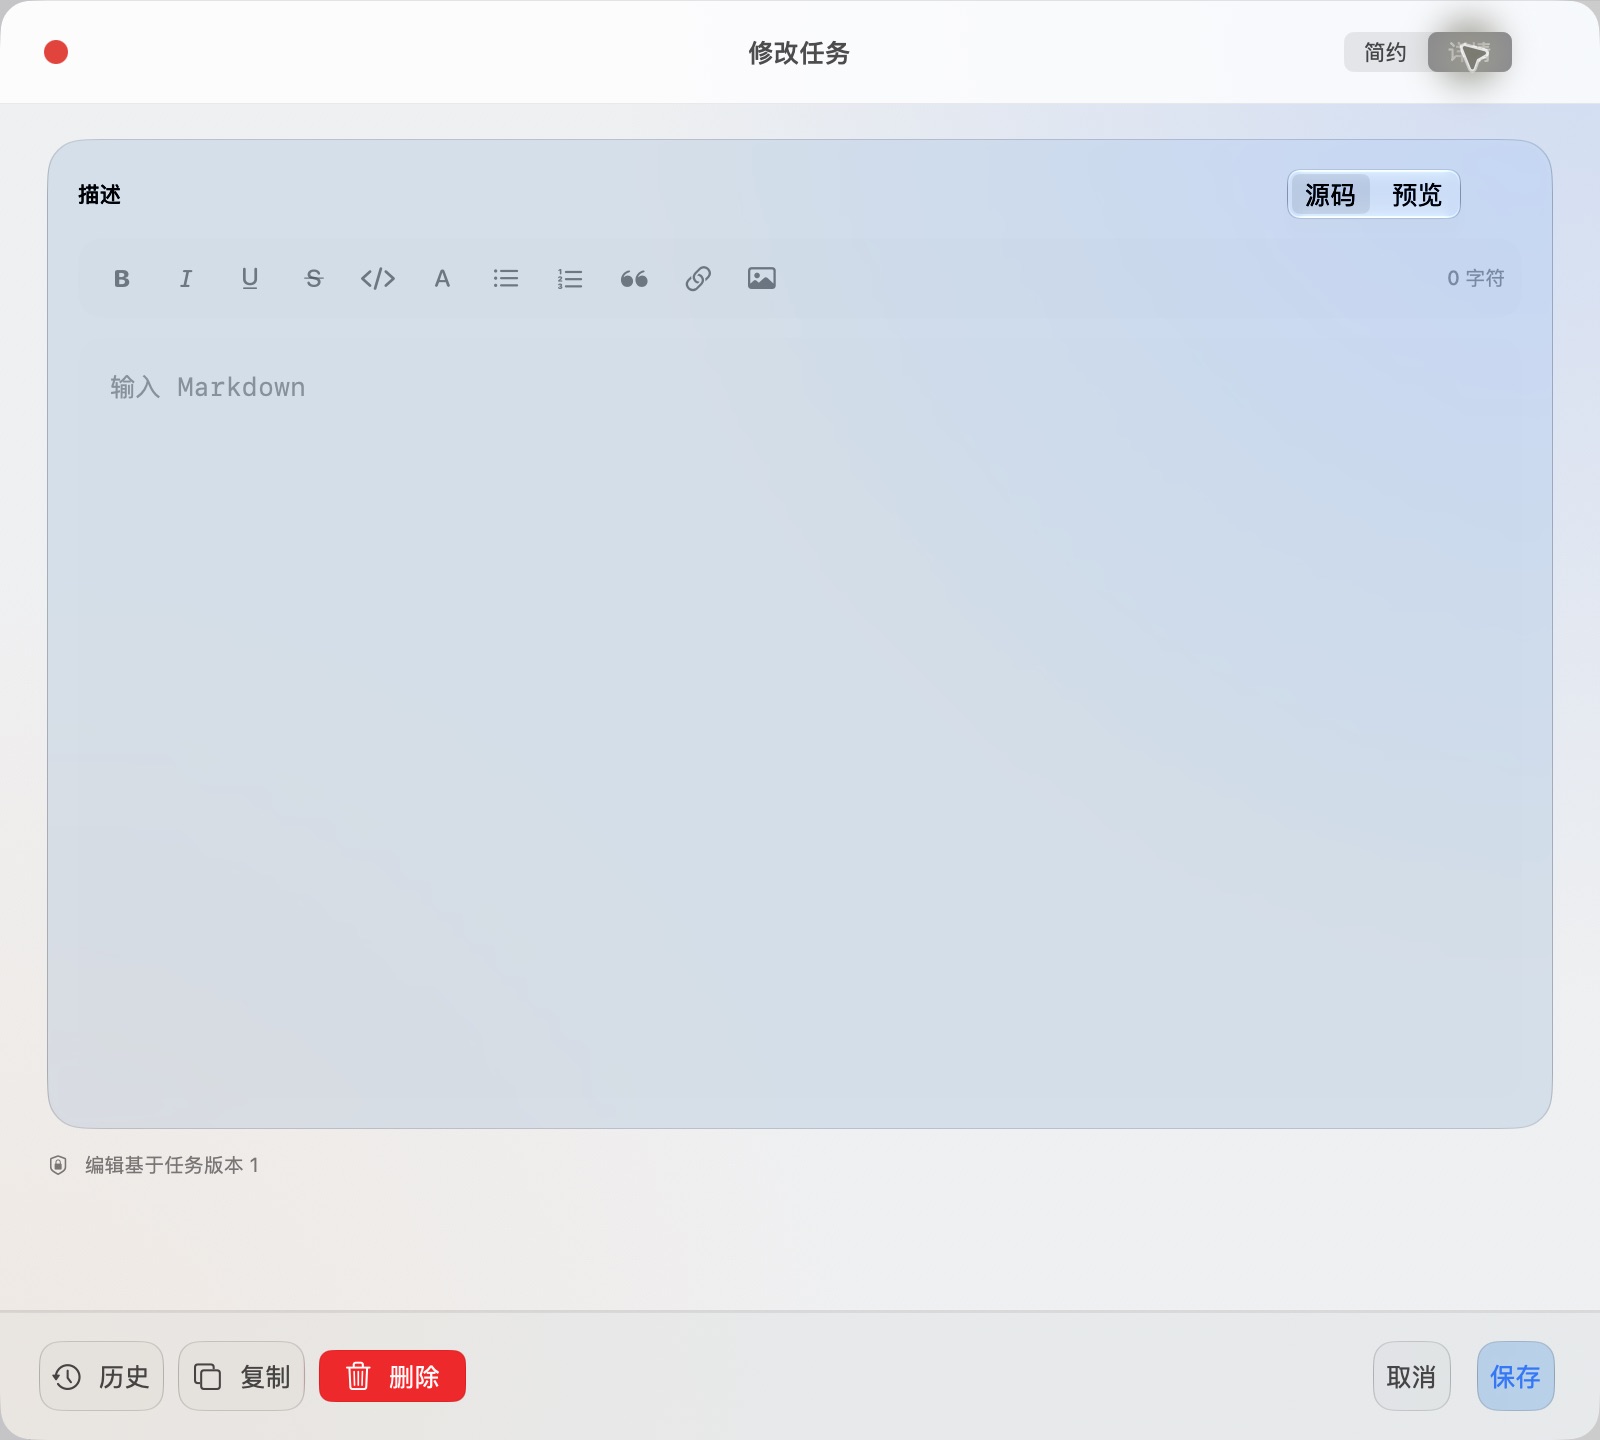 修改任务
简约
描述
源码 预览
B I U S </> A
0 字符
输入 Markdown
编辑基于任务版本 1
历史 复制 删除 取消 保存